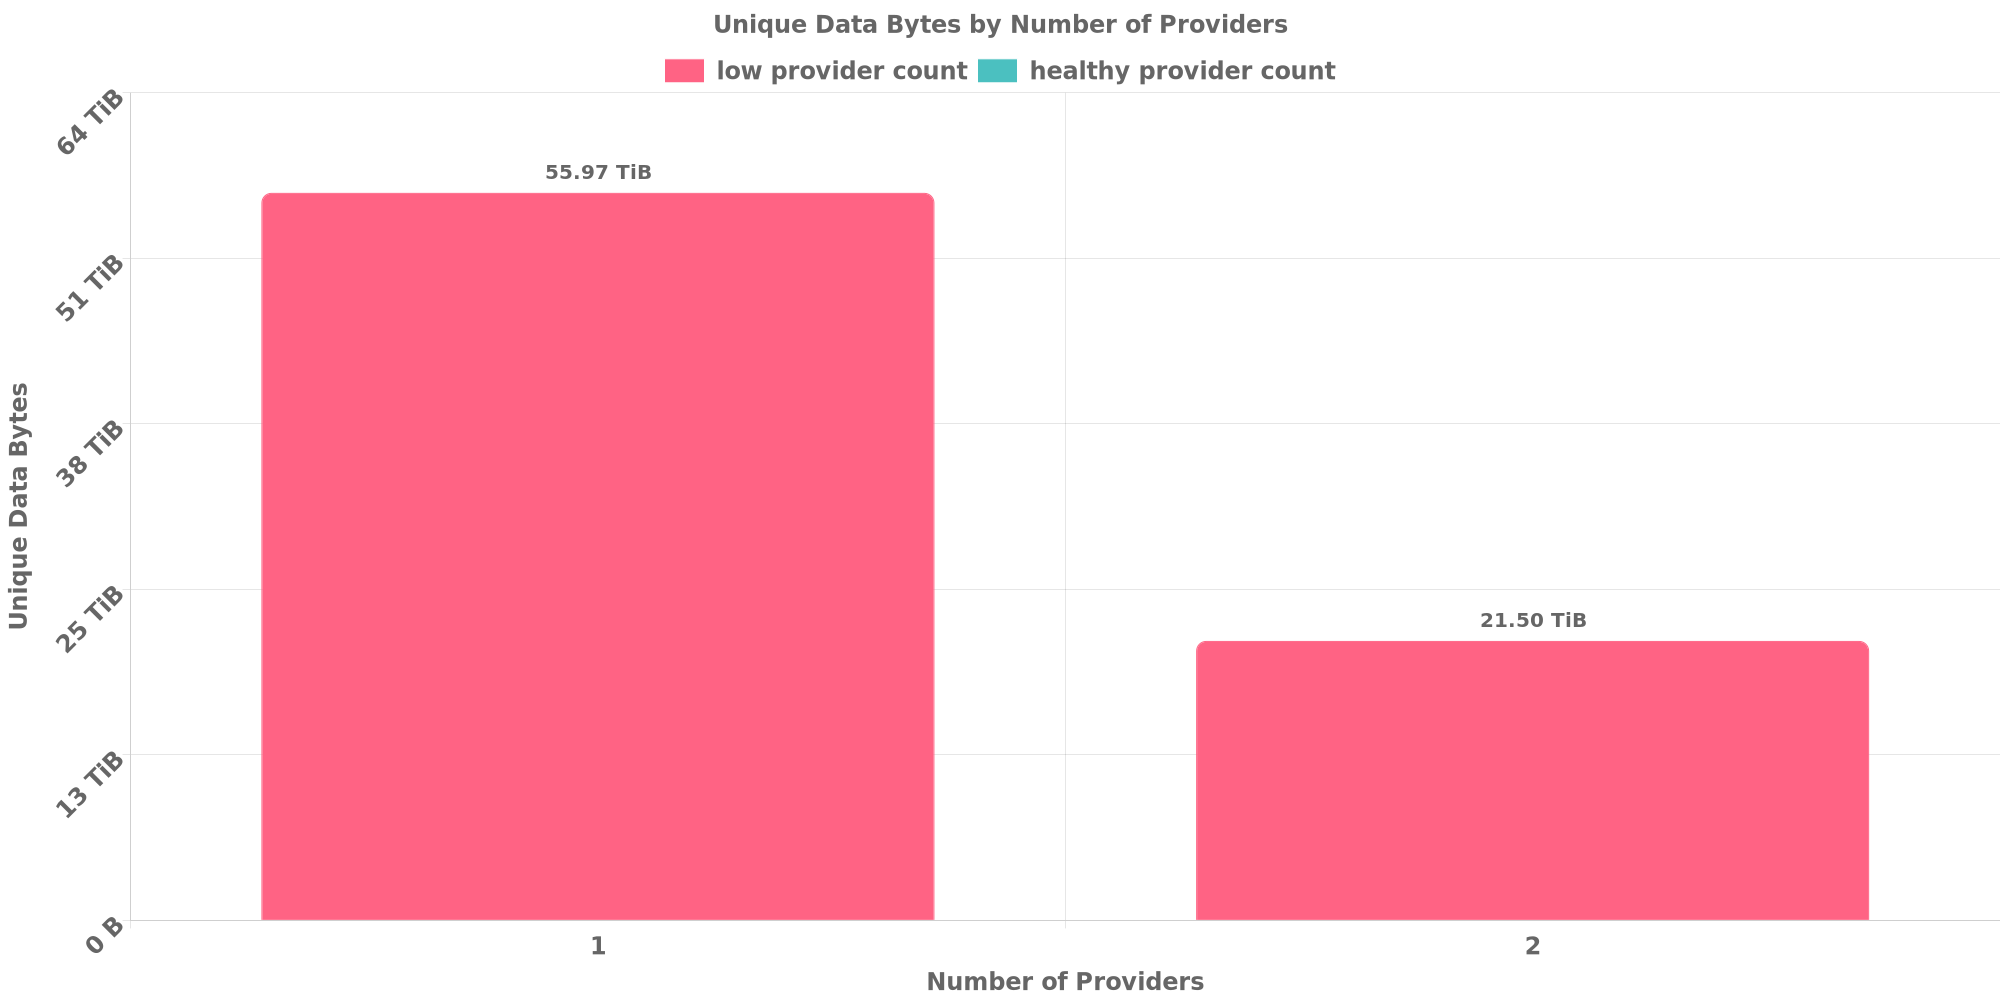 Unique Data Bytes by Number of Providers
low provider count
healthy provider count
Unique Data Bytes
64 TiB
51 TiB
38 TiB
25 TiB
13 TiB
0 B
55.97 TiB
21.50 TiB
1
2
Number of Providers